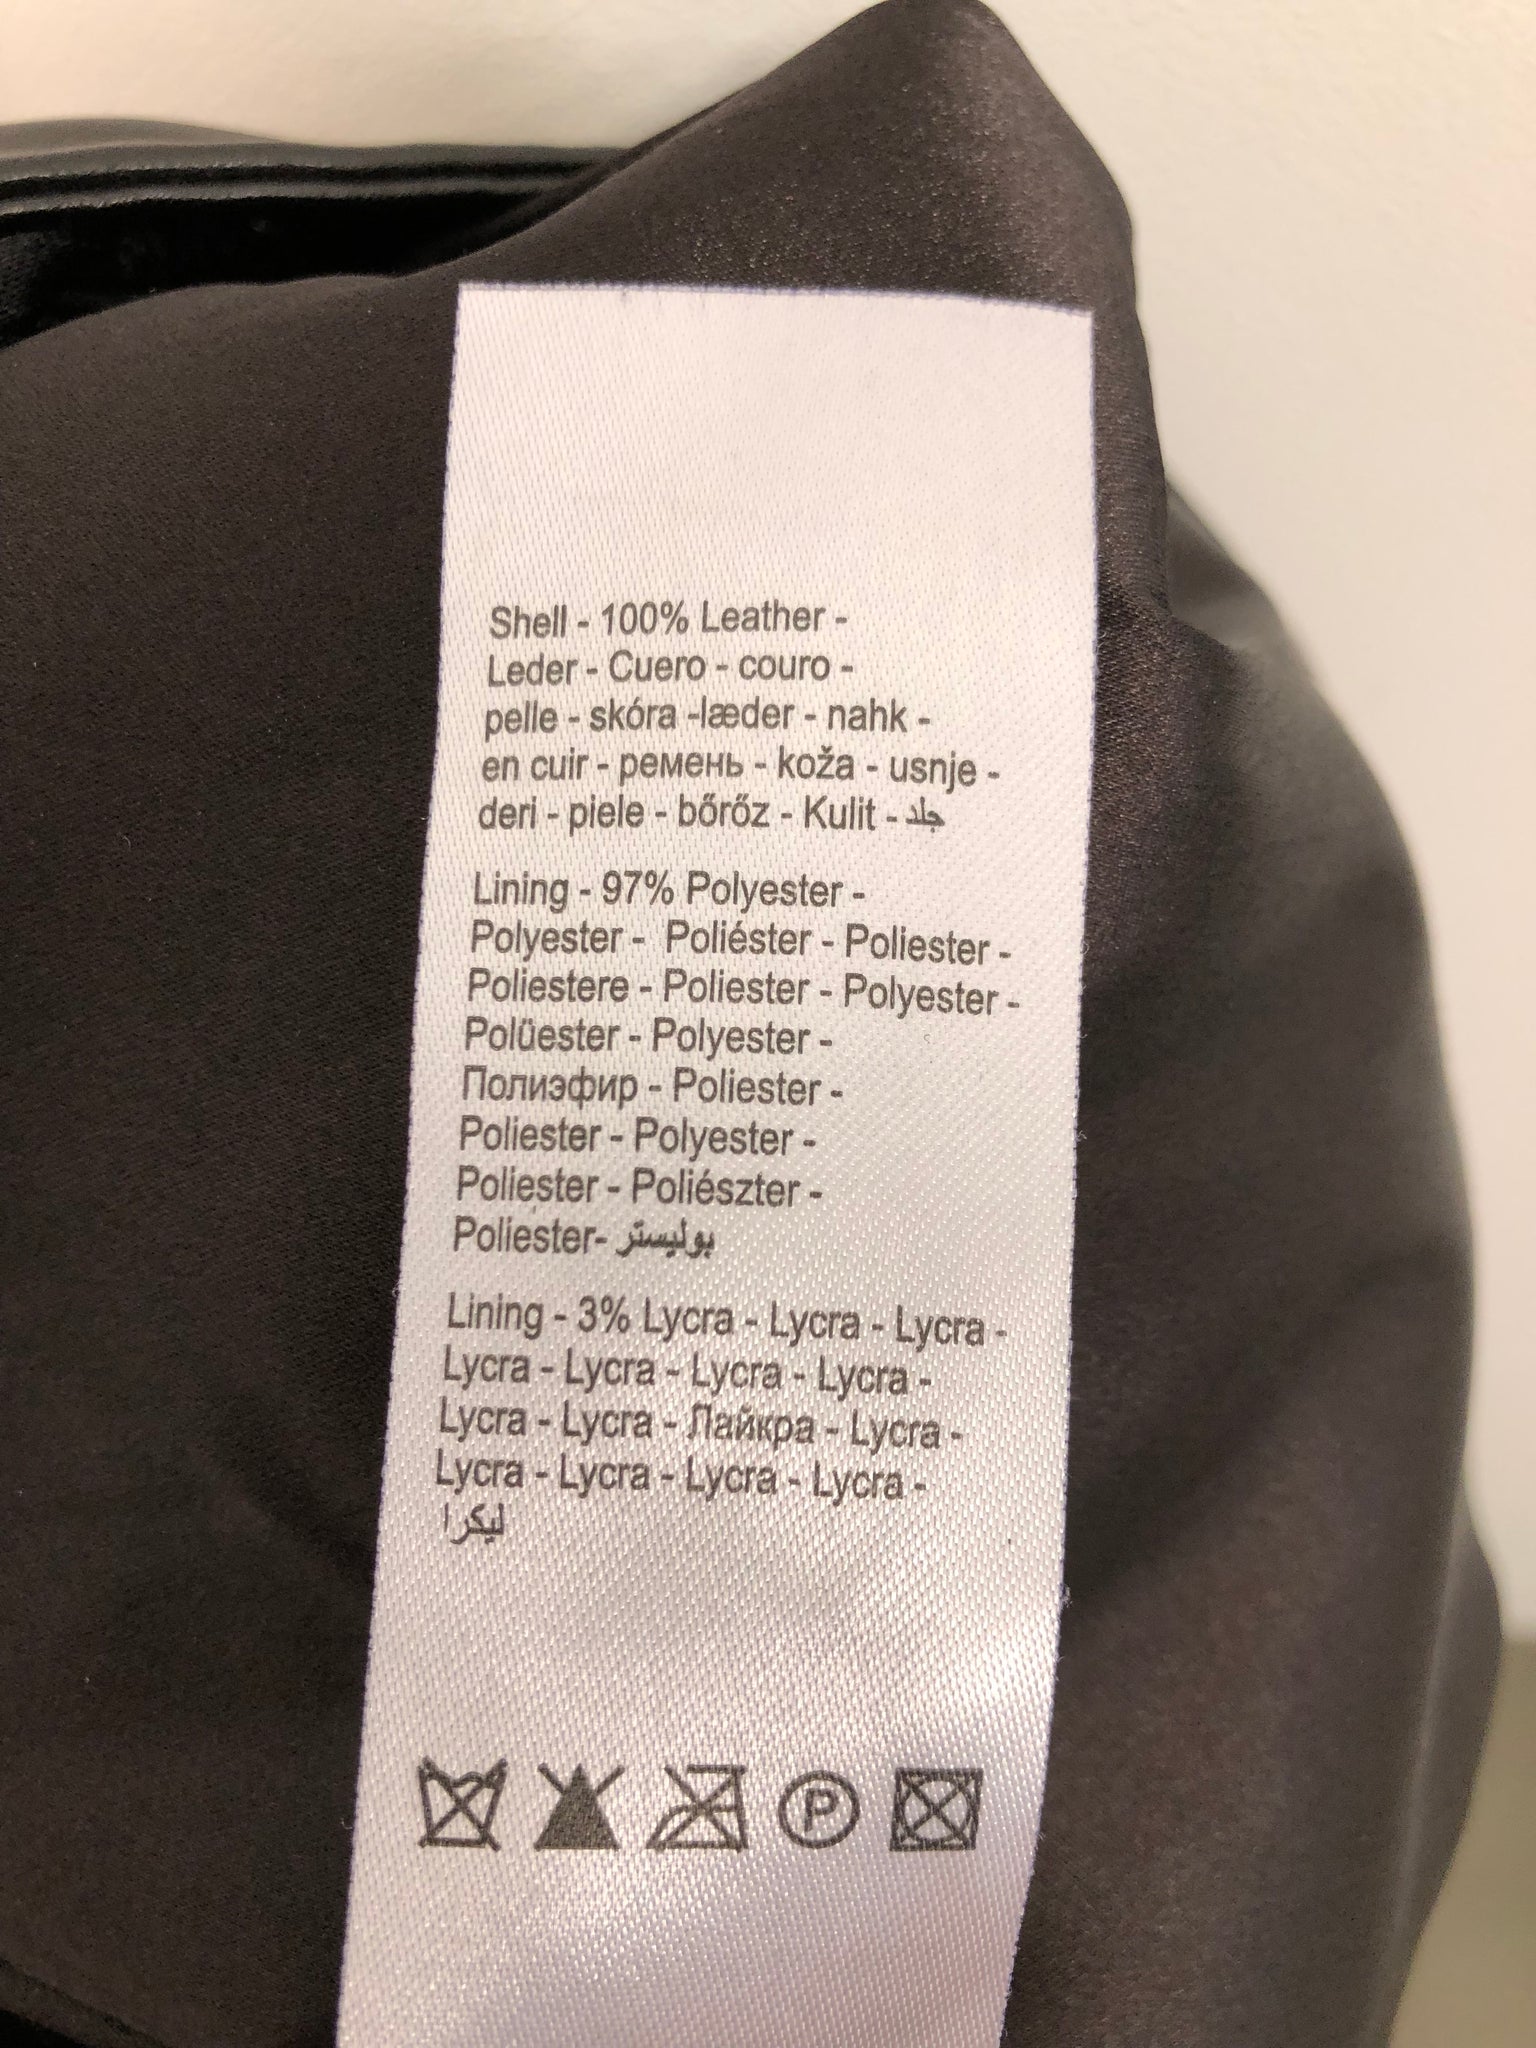 Shell - 100% Leather -
Leder - Cuero - couro -
pelle - skóra -læder - nahk -
en cuir - ремень - koža - usnje -
deri - piele - bőrőz - Kulit - جلد
Lining - 97% Polyester -
Polyester - Poliéster - Poliester -
Poliestere - Poliester - Polyester -
Polüester - Polyester -
Полиэфир - Poliester -
Poliester - Polyester -
Poliester - Poliészter -
Poliester- بوليستر
Lining - 3% Lycra - Lycra - Lycra -
Lycra - Lycra - Lycra - Lycra -
Lycra - Lycra - Лайкра - Lycra -
Lycra - Lycra - Lycra - Lycra -
ليكرا
P